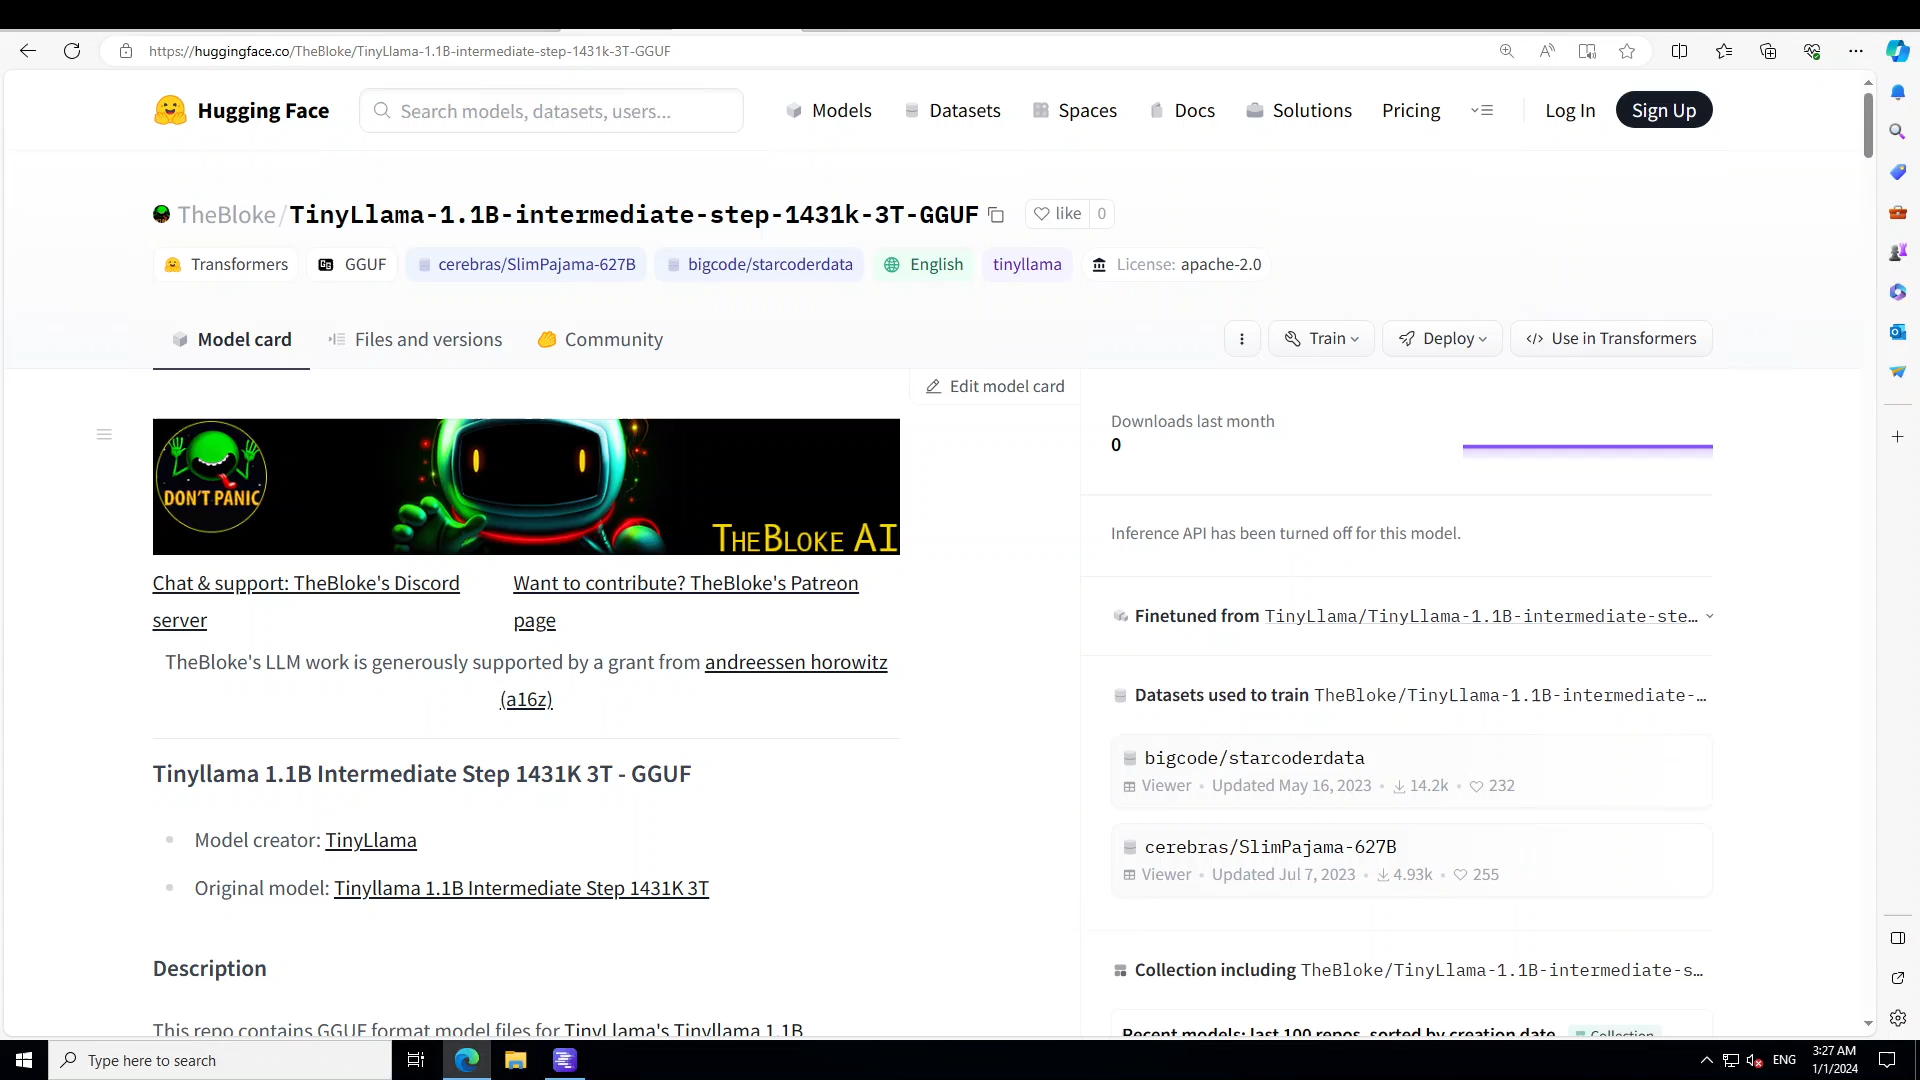 https://huggingface.co/TheBloke/TinyLlama-1.1B-intermediate-step-1431k-3T-GGUF
Hugging Face
Search models, datasets, users...
Models
Datasets
Spaces
Docs
Solutions
Pricing
Log In
Sign Up
TheBloke/TinyLlama-1.1B-intermediate-step-1431k-3T-GGUF
like 0
Transformers
GGUF
cerebras/SlimPajama-627B
bigcode/starcoderdata
English
tinyllama
License: apache-2.0
Model card
Files and versions
Community
Train
Deploy
Use in Transformers
Edit model card
DON'T PANIC
THEBLOKE AI
Chat & support: TheBloke's Discord
server
Want to contribute? TheBloke's Patreon
page
TheBloke's LLM work is generously supported by a grant from andreessen horowitz
(a16z)
Tinyllama 1.1B Intermediate Step 1431K 3T - GGUF
Model creator: TinyLlama
Original model: Tinyllama 1.1B Intermediate Step 1431K 3T
Description
This repo contains GGUF format model files for TinyLlama's Tinyllama 1.1B
Downloads last month
0
Inference API has been turned off for this model.
Finetuned from TinyLlama/TinyLlama-1.1B-intermediate-ste...
Datasets used to train TheBloke/TinyLlama-1.1B-intermediate-...
bigcode/starcoderdata
Viewer • Updated May 16, 2023 • 14.2k • 232
cerebras/SlimPajama-627B
Viewer • Updated Jul 7, 2023 • 4.93k • 255
Collection including TheBloke/TinyLlama-1.1B-intermediate-s...
Recent models: last 100 repos, sorted by creation date
Collection
Type here to search
ENG
3:27 AM
1/1/2024